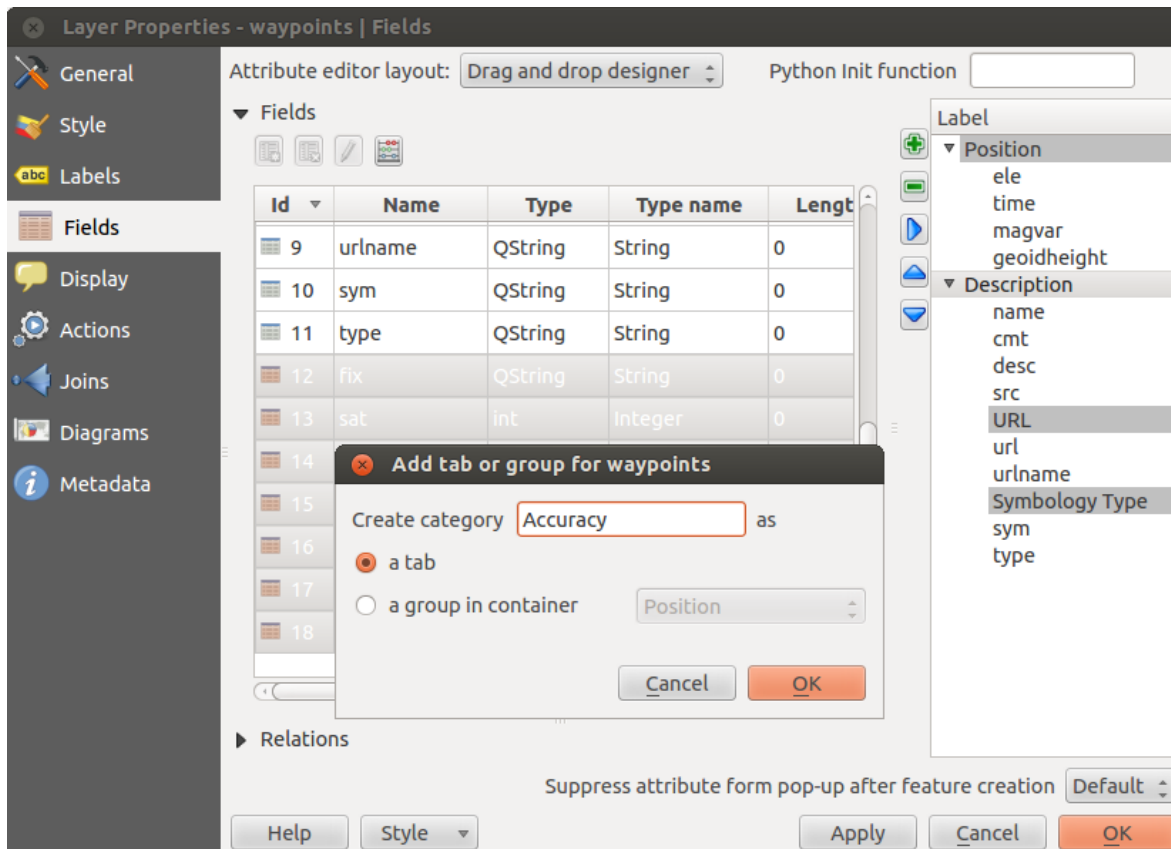 Layer Properties - waypoints | Fields
General
Style
abc Labels
Fields
Display
Actions
Joins
Diagrams
Metadata
Attribute editor layout: Drag and drop designer Python Init function
Fields
Id Name Type Type name Lengt
9 urlname QString String 0
10 sym QString String 0
11 type QString String 0
12 fix QString String 0
13 sat int Integer 0
14
15
16
17
18
Relations
Label
Position
ele
time
magvar
geoidheight
Description
name
cmt
desc
src
URL
url
urlname
Symbology Type
sym
type
Add tab or group for waypoints
Create category Accuracy as
a tab
a group in container Position
Cancel OK
Suppress attribute form pop-up after feature creation Default
Help Style Apply Cancel OK